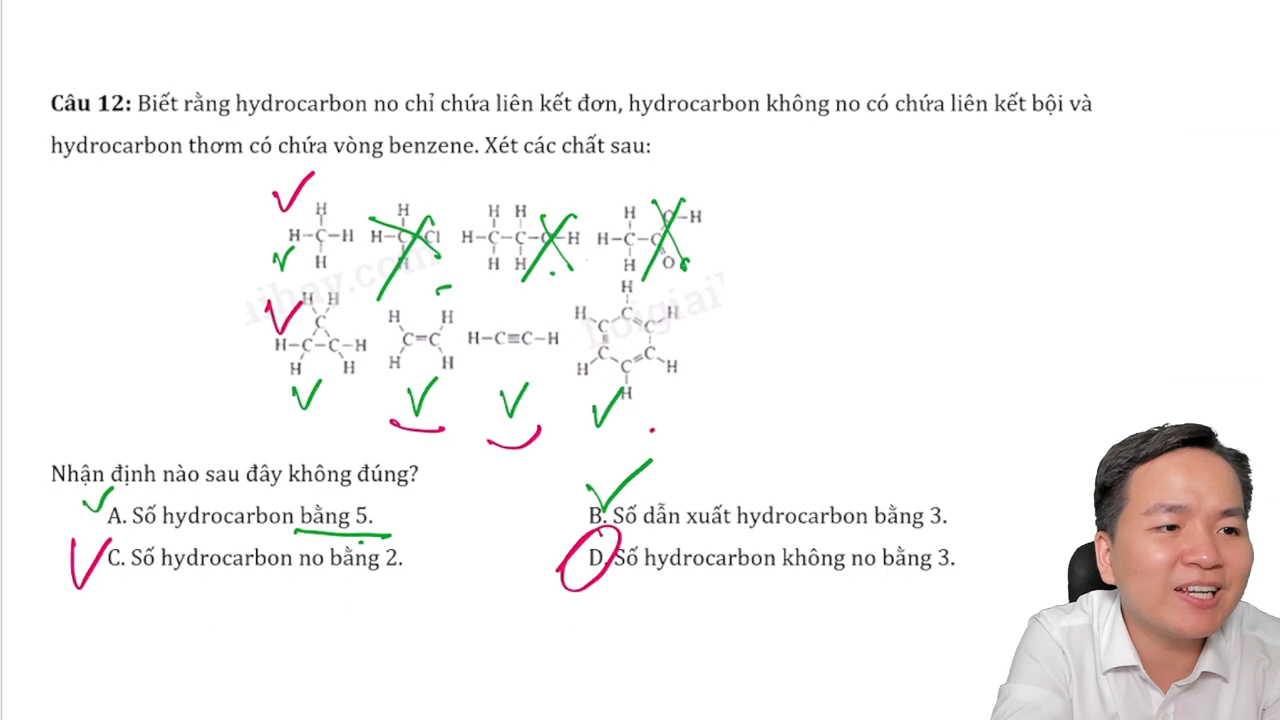 Câu 12: Biết rằng hydrocarbon no chỉ chứa liên kết đơn, hydrocarbon không no có chứa liên kết bội và
hydrocarbon thơm có chứa vòng benzene. Xét các chất sau:
H H H H H
H–C–H H–C–Cl H–C–C– –H H–C–C –H
H H H H H O
H H H H H H H
C C=C H–C≡C–H C C C
H–C–C–H H H C C C
H H H H H
Nhận định nào sau đây không đúng?
A. Số hydrocarbon bằng 5. B. Số dẫn xuất hydrocarbon bằng 3.
C. Số hydrocarbon no bằng 2. D. Số hydrocarbon không no bằng 3.